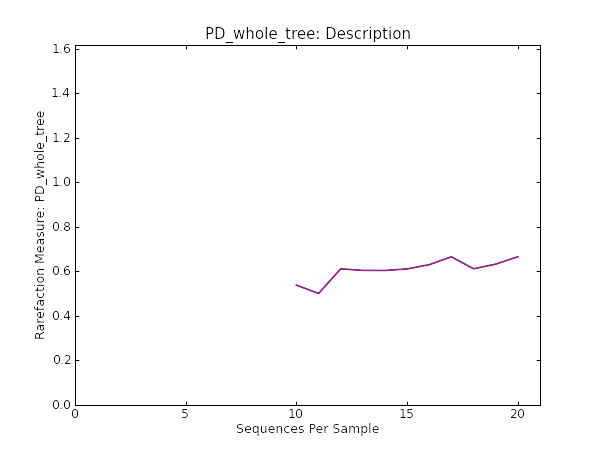 PD_whole_tree: Description
Rarefaction Measure: PD_whole_tree
1.6
1.4
1.2
1.0
0.8
0.6
0.4
0.2
0.0
0 5 10 15 20
Sequences Per Sample